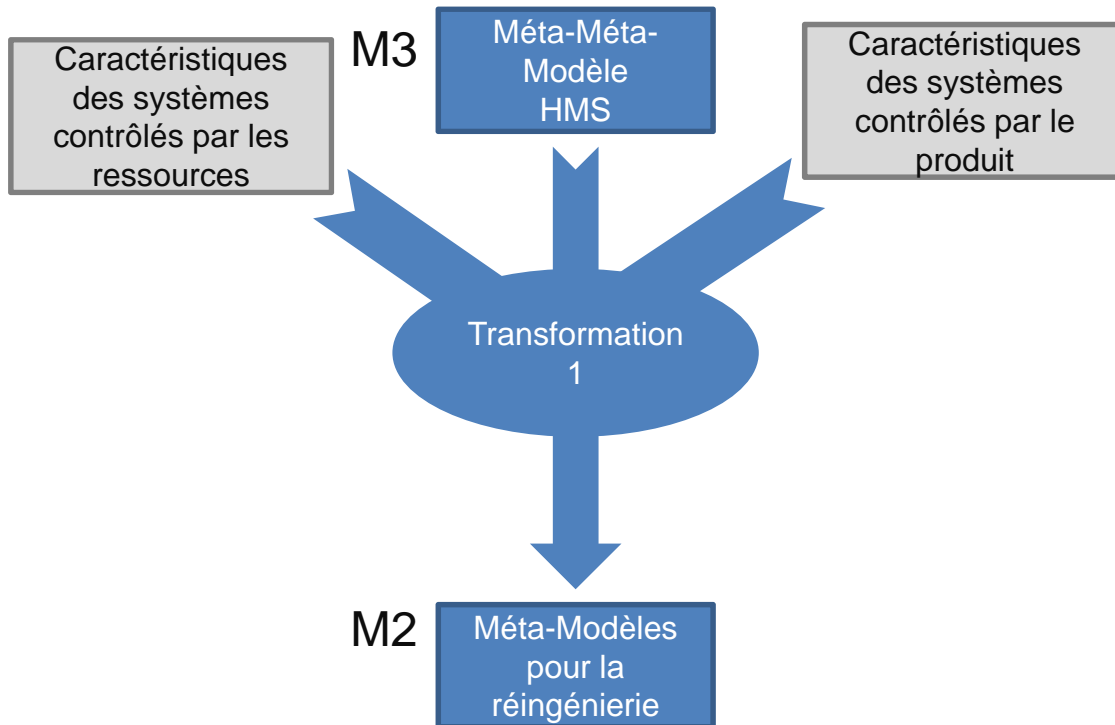 Caractéristiques
des systèmes
contrôlés par les
ressources
M3
Méta-Méta-
Modèle
HMS
Caractéristiques
des systèmes
contrôlés par le
produit
Transformation
1
M2
Méta-Modèles
pour la
réingénierie